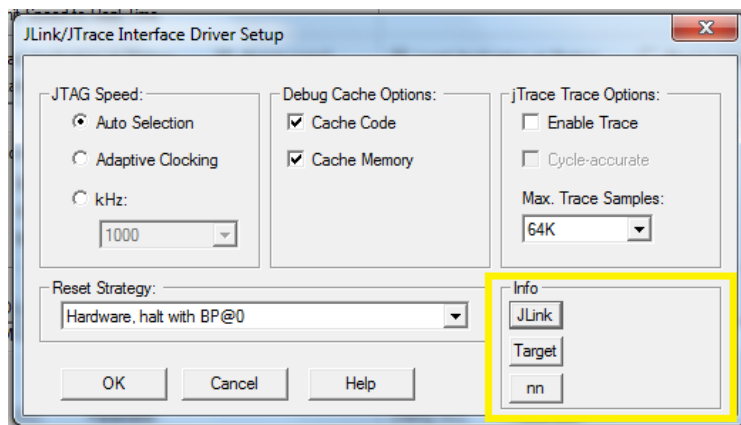 JLink/JTrace Interface Driver Setup
JTAG Speed:
Auto Selection
Adaptive Clocking
kHz:
1000
Debug Cache Options:
Cache Code
Cache Memory
jTrace Trace Options:
Enable Trace
Cycle-accurate
Max. Trace Samples:
64K
Reset Strategy:
Hardware, halt with BP@0
Info
JLink
Target
nn
OK
Cancel
Help